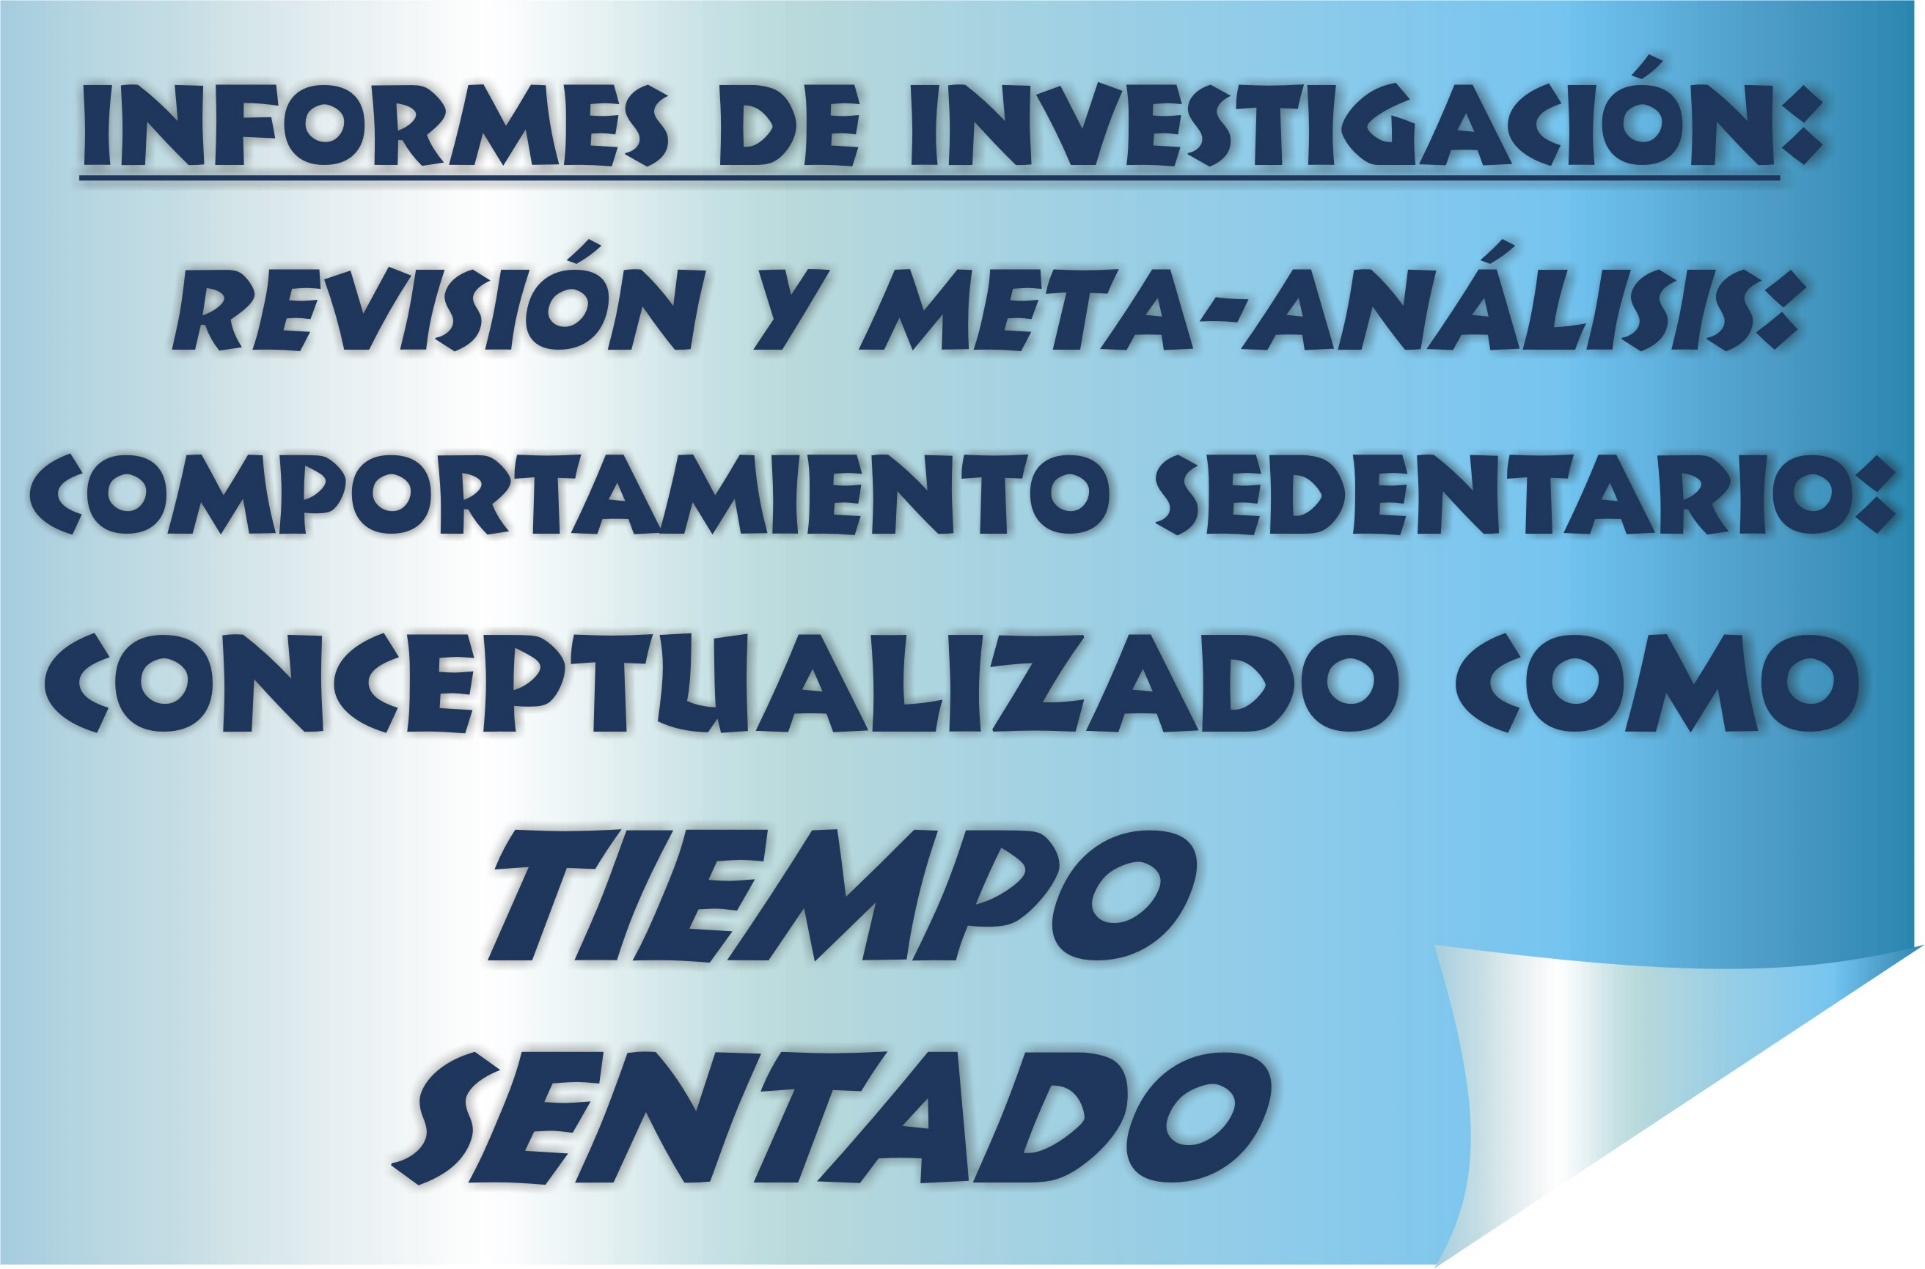 INFORMES DE INVESTIGACIÓN:
REVISIÓN Y META-ANÁLISIS:
COMPORTAMIENTO SEDENTARIO:
CONCEPTUALIZADO COMO
TIEMPO
SENTADO